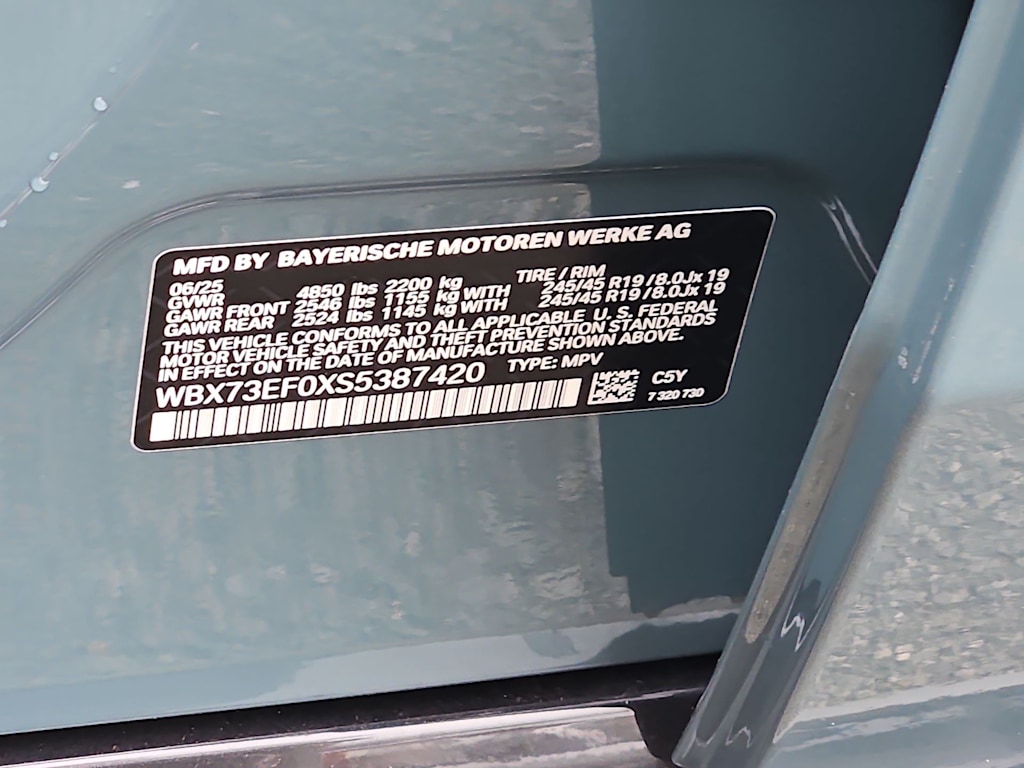 MFD BY BAYERISCHE MOTOREN WERKE AG
06/25 TIRE / RIM
GVWR 4850 lbs 2200 kg
GAWR FRONT 2546 lbs 1155 kg WITH 245/45 R19 / 8.0Jx 19
GAWR REAR 2524 lbs 1145 kg WITH 245/45 R19 / 8.0Jx 19
THIS VEHICLE CONFORMS TO ALL APPLICABLE U. S. FEDERAL
MOTOR VEHICLE SAFETY AND THEFT PREVENTION STANDARDS
IN EFFECT ON THE DATE OF MANUFACTURE SHOWN ABOVE.
WBX73EF0XS5387420 TYPE: MPV
C5Y
7 320 730